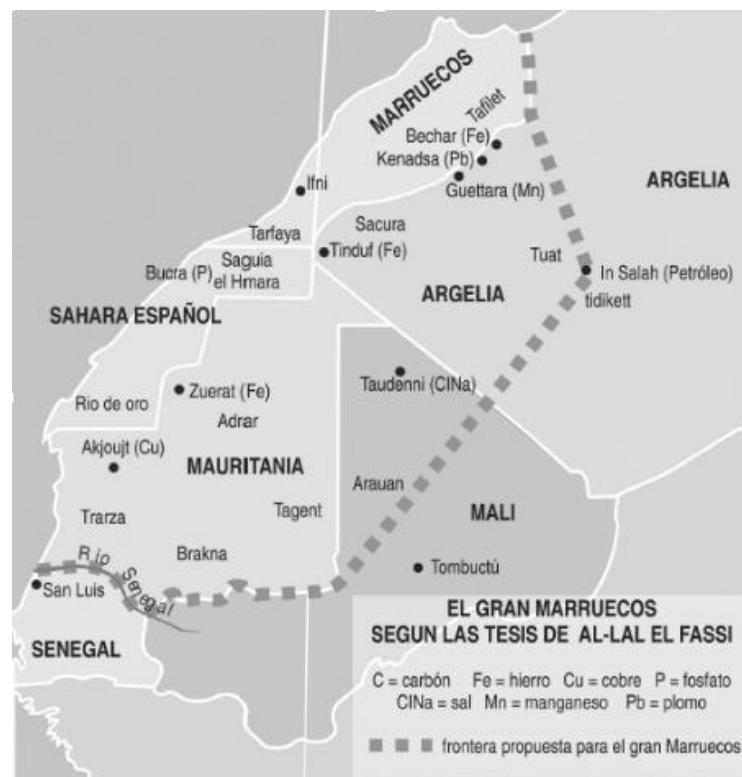 MARRUECOS
Tafilet
Bechar (Fe)
Kenadsa (Pb)
Guettara (Mn)
ARGELIA
Ifni
Tarfaya
Sacura
Tinduf (Fe)
Tuat
In Salah (Petróleo)
tidikett
Saguia
el Hmara
Bucra (P)
ARGELIA
SAHARA ESPAÑOL
Taudenni (CINa)
Zuerat (Fe)
Rio de oro
Adrar
Akjoujt (Cu)
MAURITANIA
Arauan
Tagent
MALI
Trarza
Brakna
Río Senegal
Tombuctú
San Luis
SENEGAL
EL GRAN MARRUECOS
SEGUN LAS TESIS DE AL-LAL EL FASSI
C = carbón Fe = hierro Cu = cobre P = fosfato
CINa = sal Mn = manganeso Pb = plomo
frontera propuesta para el gran Marruecos